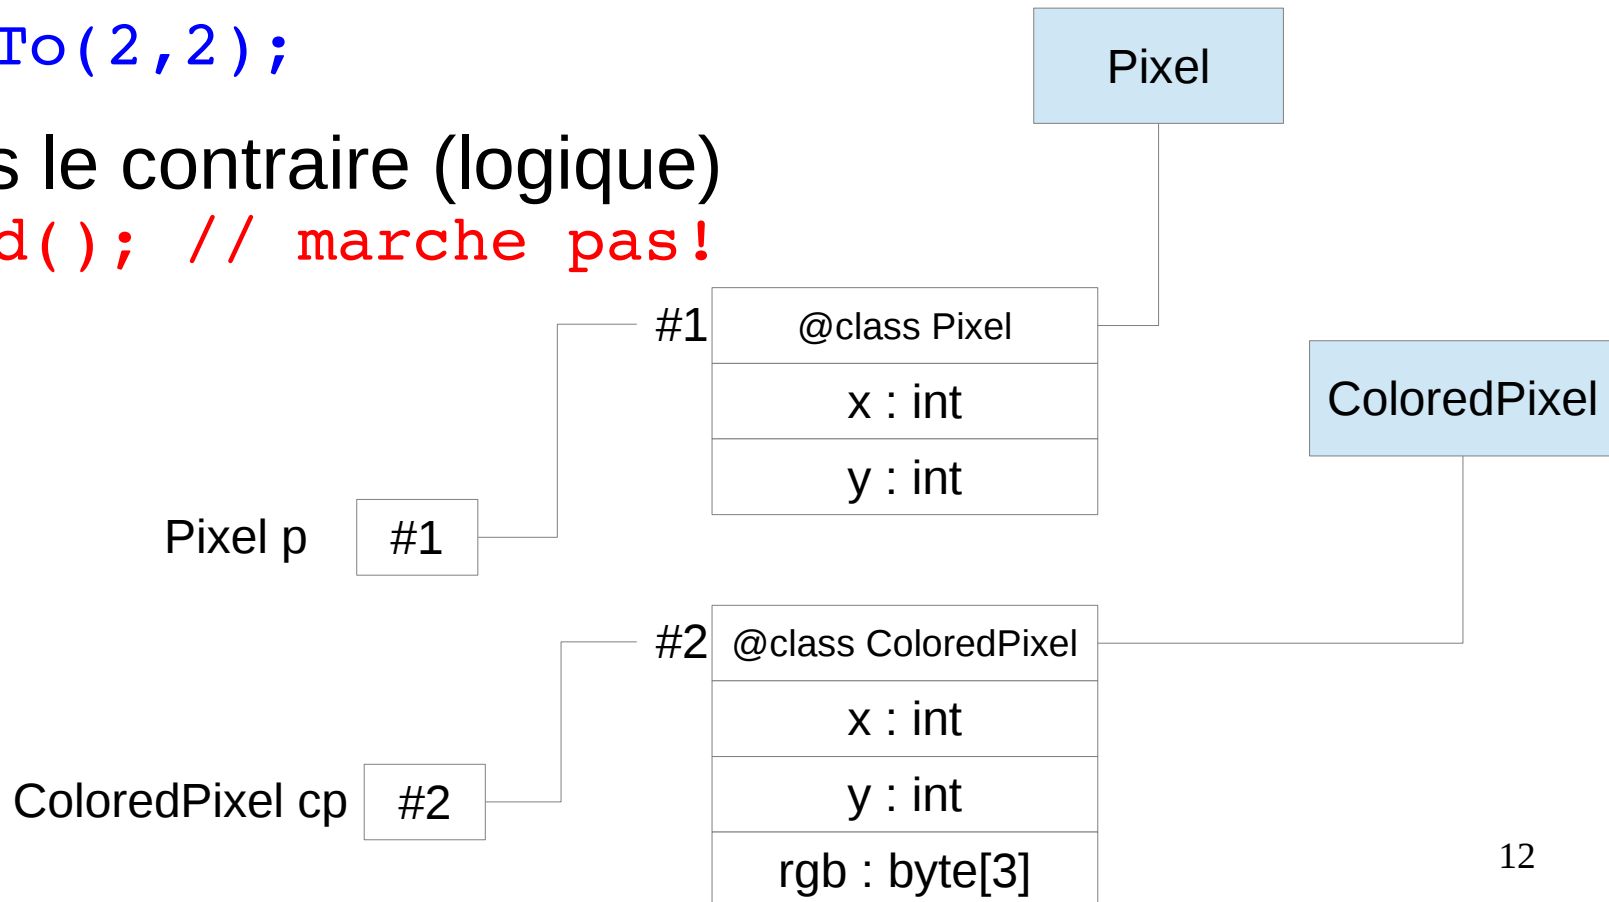 To(2,2);
s le contraire (logique)
d(); // marche pas!
Pixel
#1
@class Pixel
x : int
y : int
ColoredPixel
Pixel p
#1
#2
@class ColoredPixel
x : int
y : int
rgb : byte[3]
ColoredPixel cp
#2
12